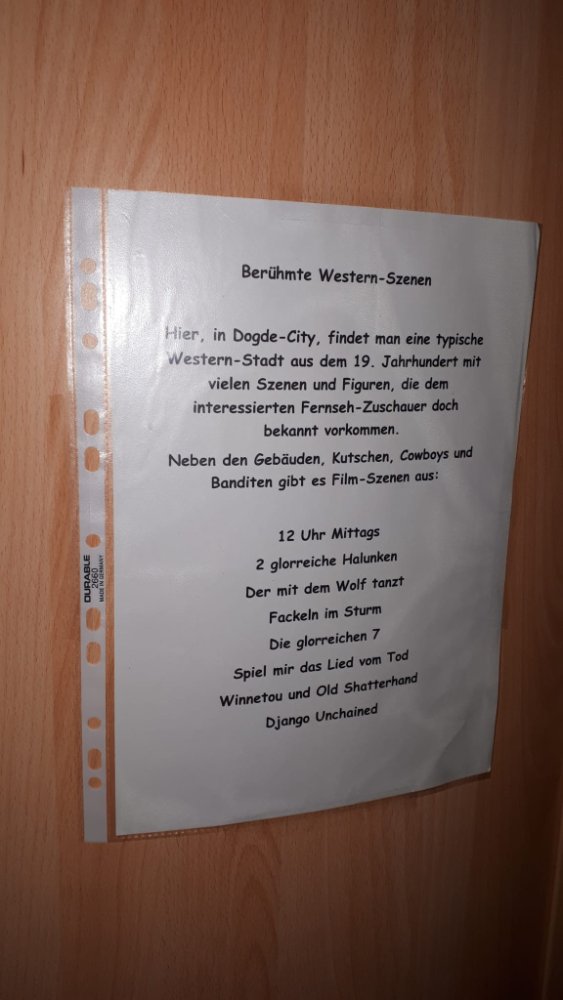 Berühmte Western-Szenen
Hier, in Dogde-City, findet man eine typische
Western-Stadt aus dem 19. Jahrhundert mit
vielen Szenen und Figuren, die dem
interessierten Fernseh-Zuschauer doch
bekannt vorkommen.
Neben den Gebäuden, Kutschen, Cowboys und
Banditen gibt es Film-Szenen aus:
12 Uhr Mittags
2 glorreiche Halunken
Der mit dem Wolf tanzt
Fackeln im Sturm
Die glorreichen 7
Spiel mir das Lied vom Tod
Winnetou und Old Shatterhand
Django Unchained
DURABLE
2660
MADE IN GERMANY